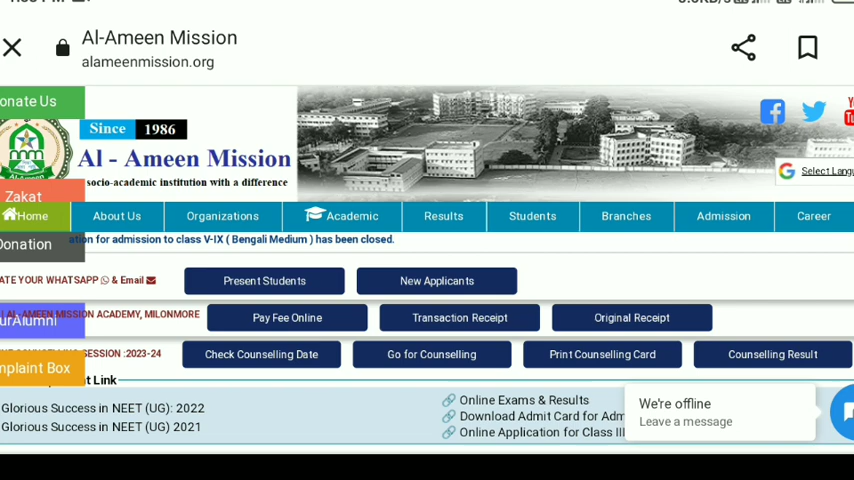 Al-Ameen Mission
alameenmission.org
onate Us
Since 1986
Al - Ameen Mission
socio-academic institution with a difference
Select Langu
Zakat
Home About Us Organizations Academic Results Students Branches Admission Career
Donation
ation for admission to class V-IX ( Bengali Medium ) has been closed.
ATE YOUR WHATSAPP & Email Present Students New Applicants
AL-AMEEN MISSION ACADEMY, MILONMORE Pay Fee Online Transaction Receipt Original Receipt
urAlumni
SESSION :2023-24 Check Counselling Date Go for Counselling Print Counselling Card Counselling Result
mplaint Box
t Link
Glorious Success in NEET (UG): 2022
Glorious Success in NEET (UG) 2021
Online Exams & Results
Download Admit Card for Adm
Online Application for Class III
We're offline
Leave a message